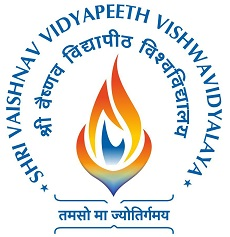 * SHRI VAISHNAV VIDYAPEETH VISHWAVIDYALAYA *
श्री वैष्णव विद्यापीठ विश्वविद्यालय
तमसो मा ज्योतिर्गमय